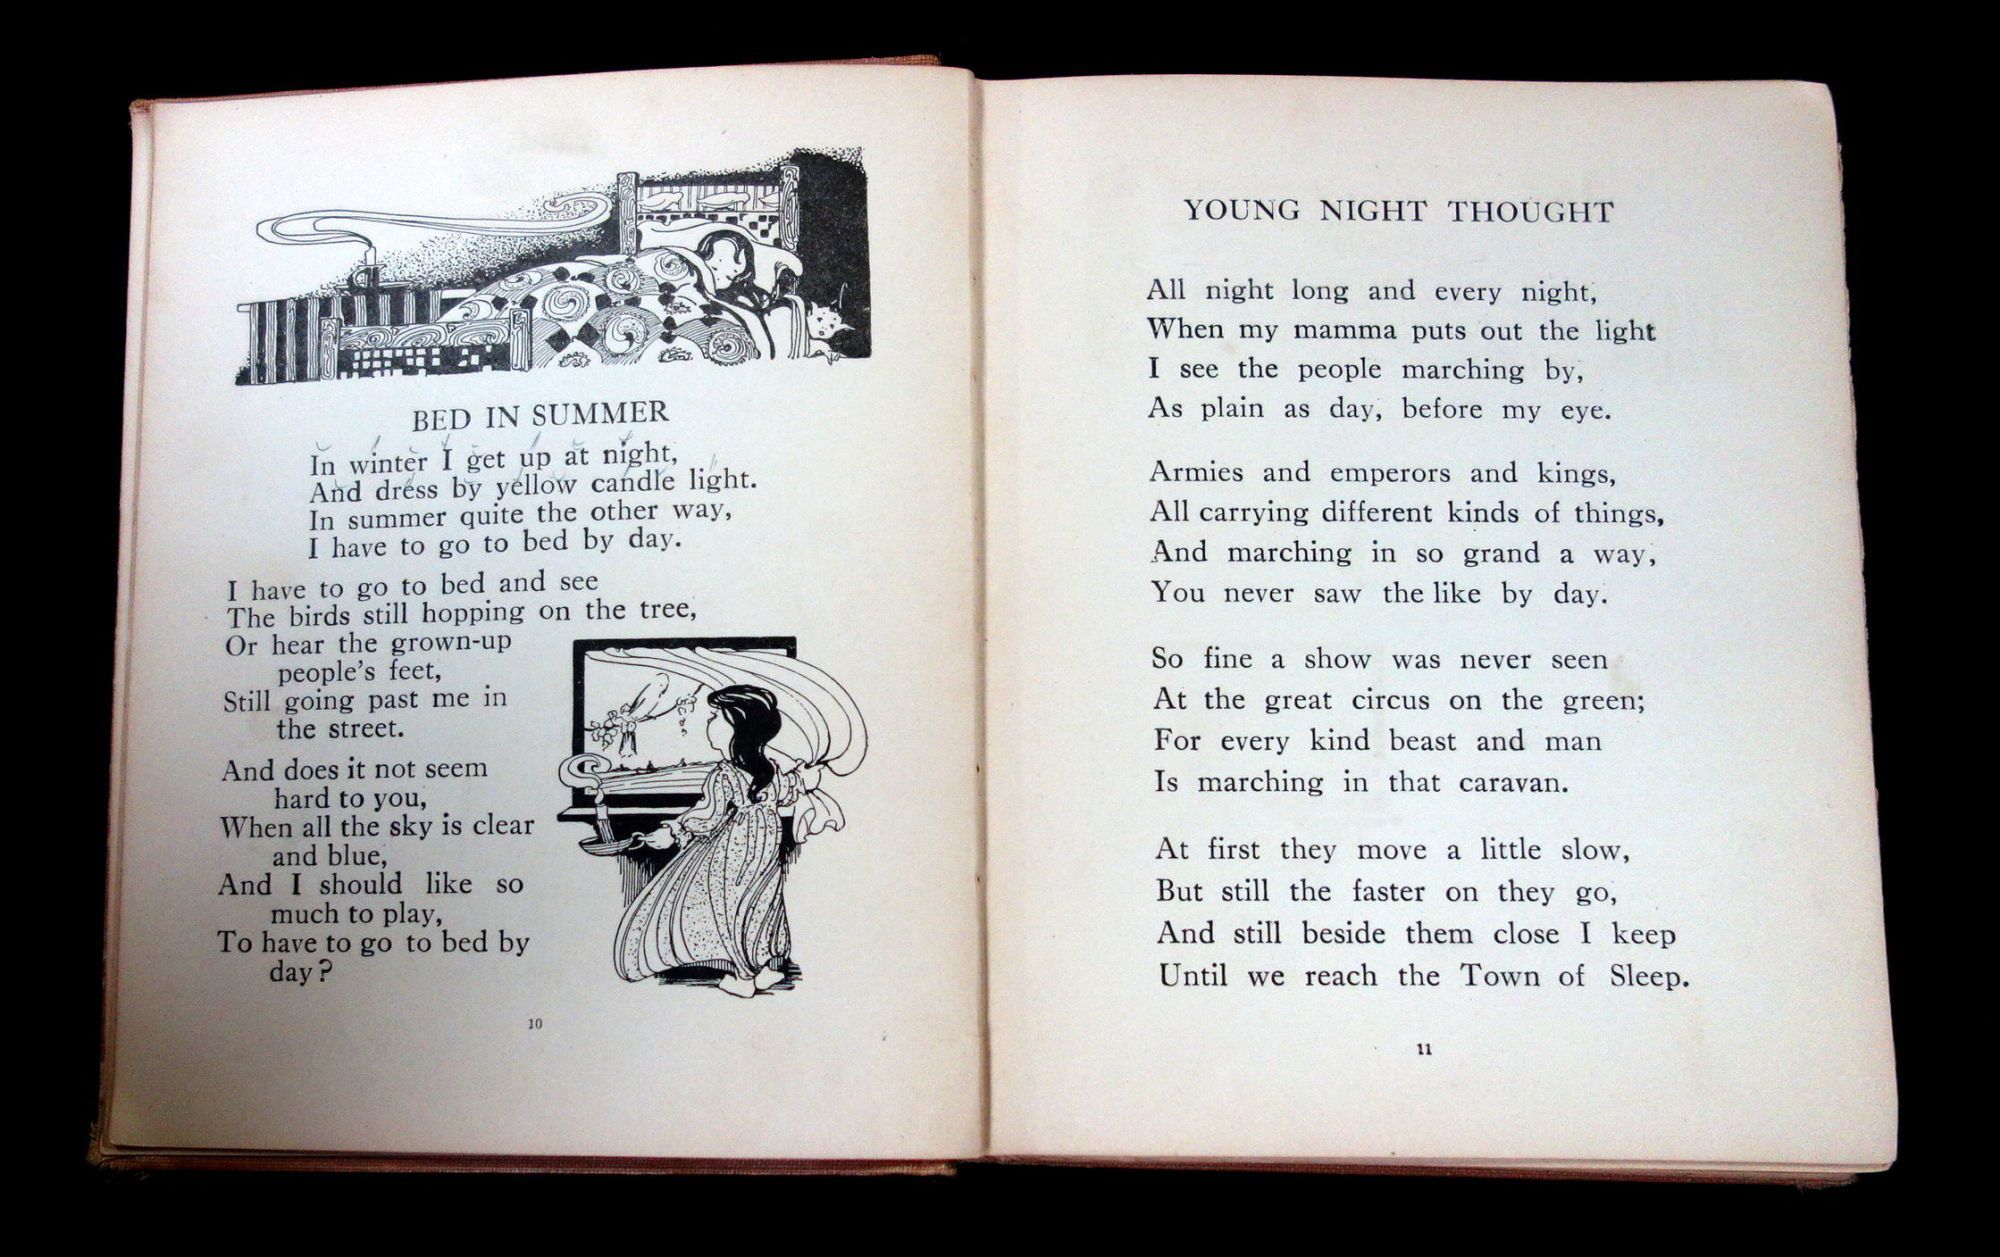 BED IN SUMMER
In winter I get up at night,
And dress by yellow candle light.
In summer quite the other way,
I have to go to bed by day.
I have to go to bed and see
The birds still hopping on the tree,
Or hear the grown-up
people's feet,
Still going past me in
the street.
And does it not seem
hard to you,
When all the sky is clear
and blue,
And I should like so
much to play,
To have to go to bed by
day?
10
YOUNG NIGHT THOUGHT
All night long and every night,
When my mamma puts out the light
I see the people marching by,
As plain as day, before my eye.
Armies and emperors and kings,
All carrying different kinds of things,
And marching in so grand a way,
You never saw the like by day.
So fine a show was never seen
At the great circus on the green;
For every kind beast and man
Is marching in that caravan.
At first they move a little slow,
But still the faster on they go,
And still beside them close I keep
Until we reach the Town of Sleep.
11